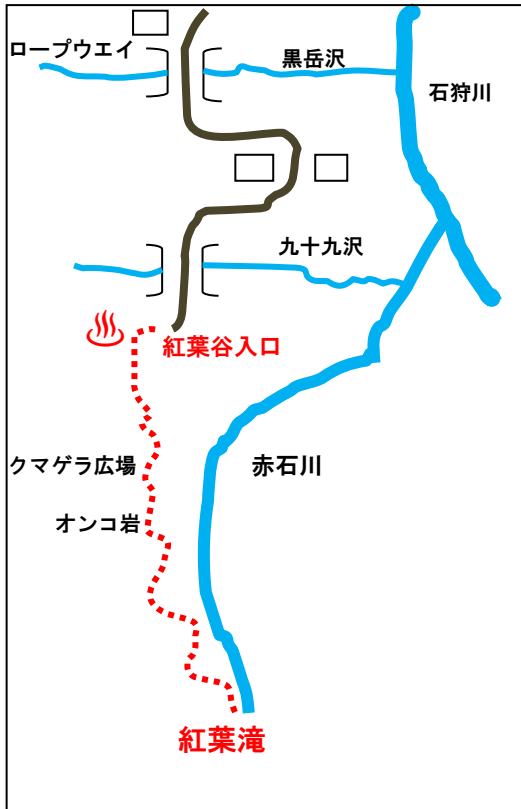 ロープウエイ
黒岳沢
石狩川
九十九沢
紅葉谷入口
クマゲラ広場
赤石川
オンコ岩
紅葉滝